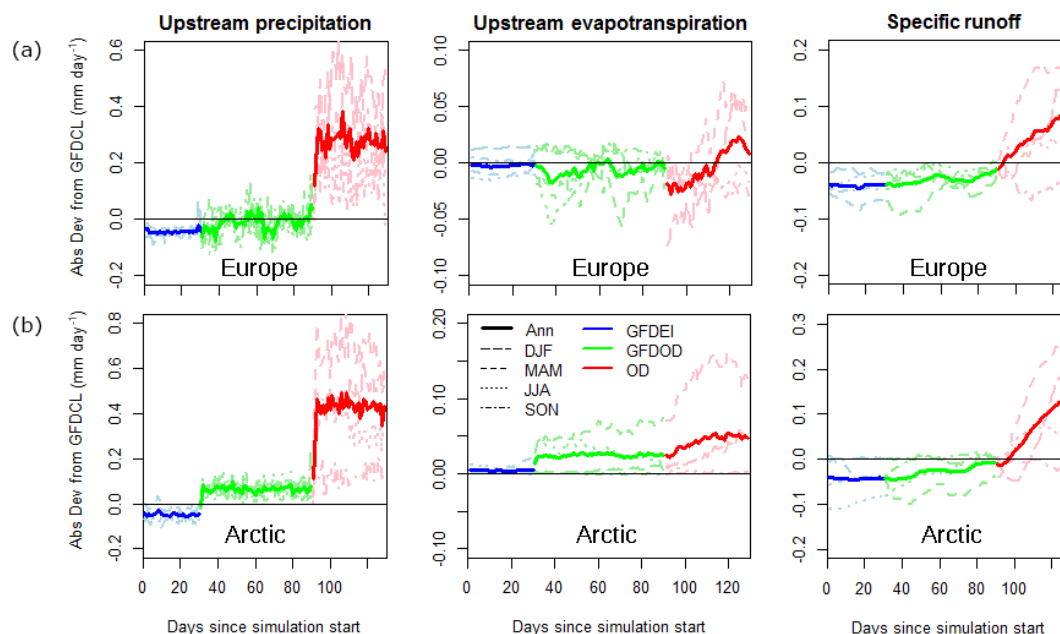 Upstream precipitation Upstream evapotranspiration Specific runoff
(a)
Abs Dev from GFDCL (mm day⁻¹)
0.6
0.4
0.2
0.0
-0.2
Europe
0.10
0.05
0.00
-0.05
-0.10
Europe
0.2
0.1
0.0
-0.1
-0.2
Europe
(b)
Abs Dev from GFDCL (mm day⁻¹)
0.8
0.6
0.4
0.2
0.0
-0.2
Arctic
0.20
0.10
0.00
-0.10
Ann GFDEI
DJF GFDOD
MAM OD
JJA
SON
Arctic
0.3
0.2
0.1
0.0
-0.1
-0.2
Arctic
0 20 40 60 80 100 120
0 20 40 60 80 100 120
0 20 40 60 80 100
Days since simulation start Days since simulation start Days since simulation start